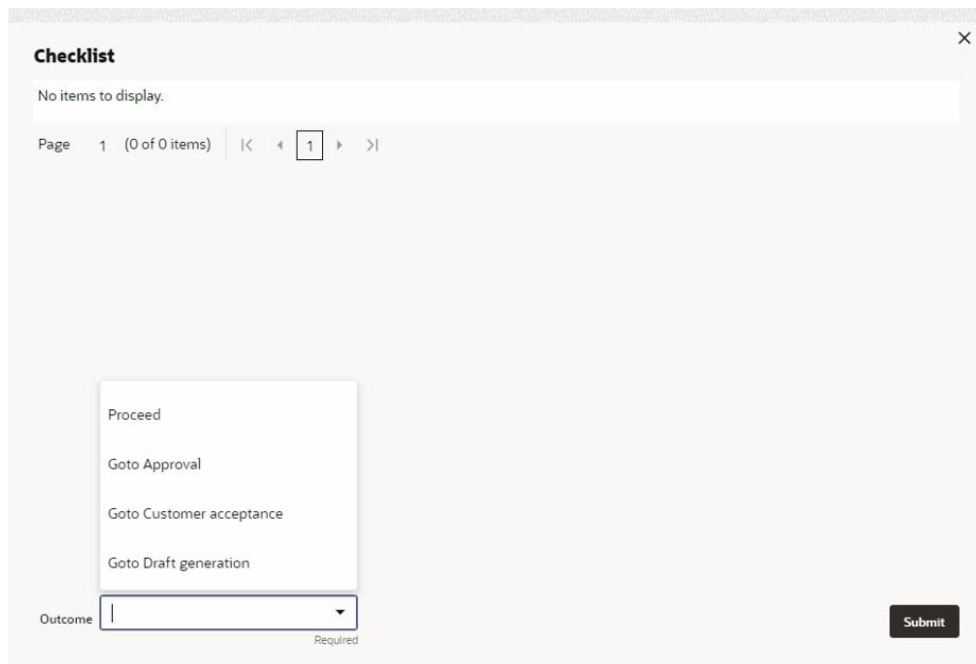 Checklist
No items to display.
Page 1 (0 of 0 items) 1
Proceed
Goto Approval
Goto Customer acceptance
Goto Draft generation
Outcome
Required
Submit